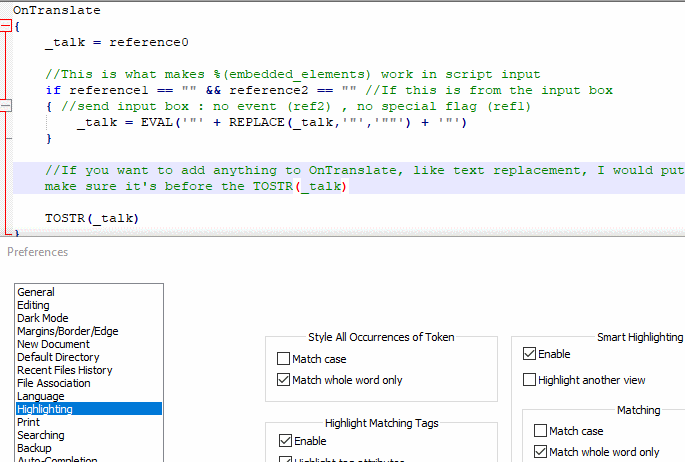 OnTranslate
{
_talk = reference0
//This is what makes %(embedded_elements) work in script input
if reference1 == "" && reference2 == "" //If this is from the input box
{ //send input box : no event (ref2) , no special flag (ref1)
_talk = EVAL('"' + REPLACE(_talk,'"','""') + '"')
}
//If you want to add anything to OnTranslate, like text replacement, I would put
make sure it's before the TOSTR(_talk)
TOSTR(_talk)
}
Preferences
General
Editing
Dark Mode
Margins/Border/Edge
New Document
Default Directory
Recent Files History
File Association
Language
Highlighting
Print
Searching
Backup
Auto-Completion
Style All Occurrences of Token
Match case
Match whole word only
Highlight Matching Tags
Enable
Highlight tag attributes
Smart Highlighting
Enable
Highlight another view
Matching
Match case
Match whole word only